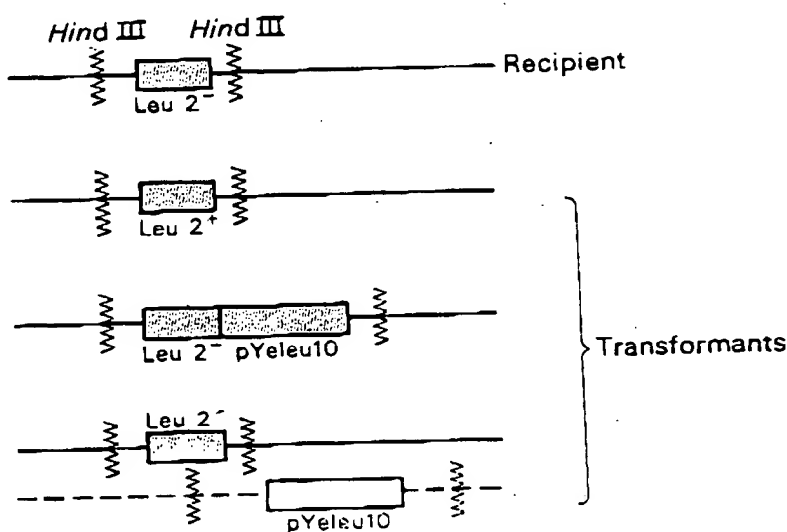 Hind III Hind III
Recipient
Leu 2⁻
Leu 2⁺
Leu 2⁻ pYeleu10
Transformants
Leu 2⁻
pYeleu10